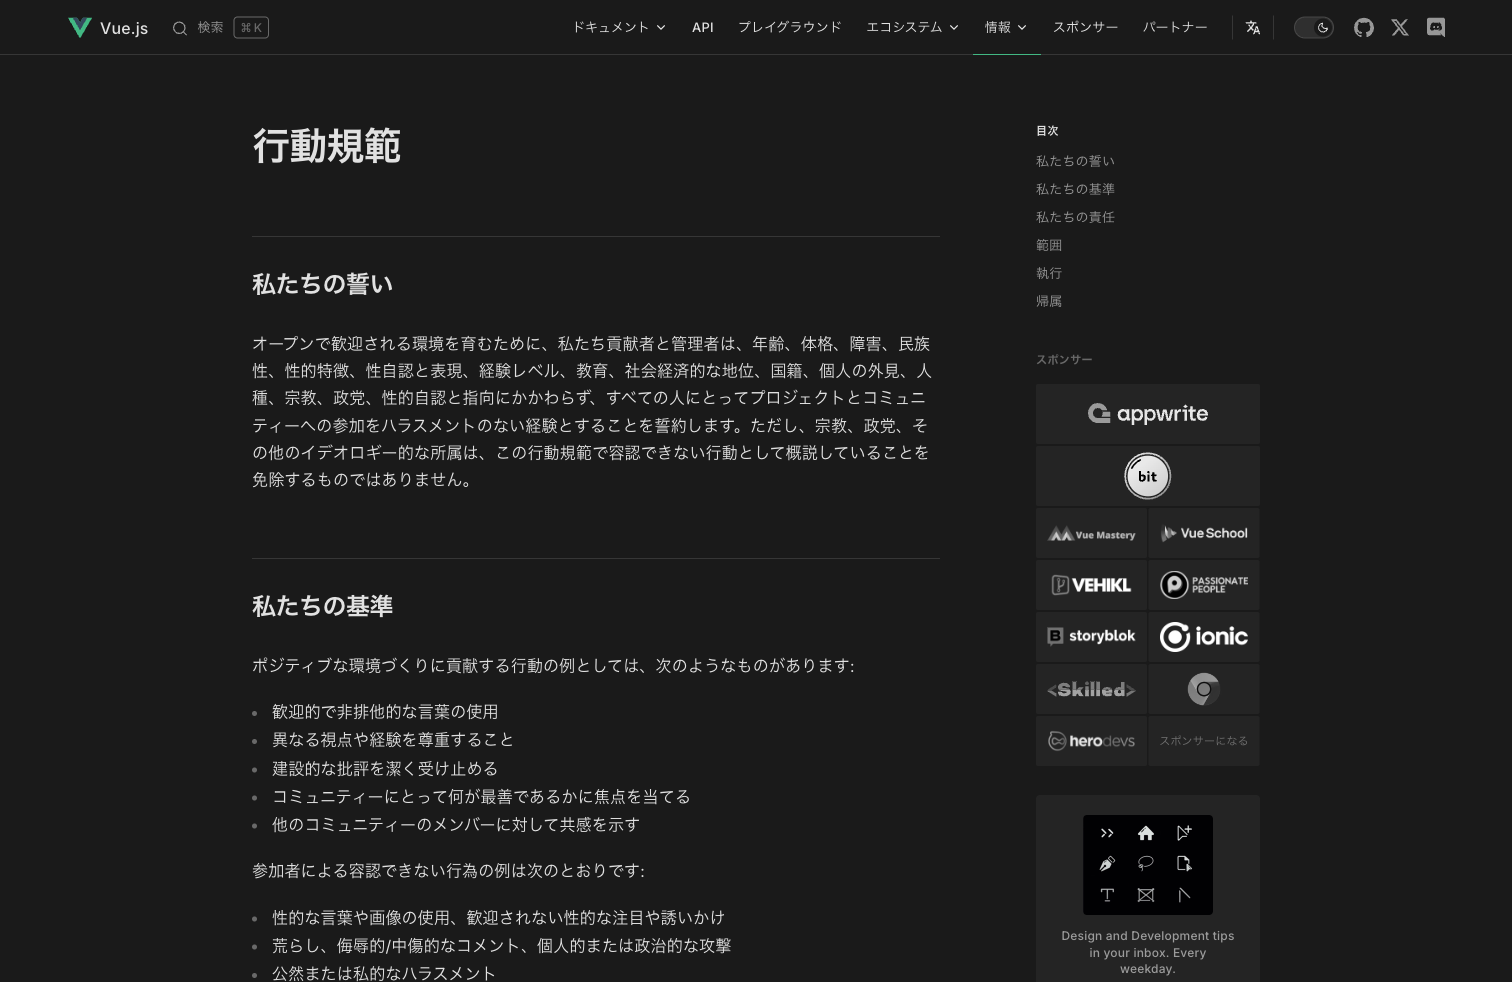 Vue.js
検索
⌘ K
ドキュメント
API
プレイグラウンド
エコシステム
情報
スポンサー
パートナー
行動規範
私たちの誓い
オープンで歓迎される環境を育むために、私たち貢献者と管理者は、年齢、体格、障害、民族
性、性的特徴、性自認と表現、経験レベル、教育、社会経済的な地位、国籍、個人の外見、人
種、宗教、政党、性的自認と指向にかかわらず、すべての人にとってプロジェクトとコミュニ
ティーへの参加をハラスメントのない経験とすることを誓約します。ただし、宗教、政党、そ
の他のイデオロギー的な所属は、この行動規範で容認できない行動として概説していることを
免除するものではありません。
私たちの基準
ポジティブな環境づくりに貢献する行動の例としては、次のようなものがあります:
歓迎的で非排他的な言葉の使用
異なる視点や経験を尊重すること
建設的な批評を潔く受け止める
コミュニティーにとって何が最善であるかに焦点を当てる
他のコミュニティーのメンバーに対して共感を示す
参加者による容認できない行為の例は次のとおりです:
性的な言葉や画像の使用、歓迎されない性的な注目や誘いかけ
荒らし、侮辱的/中傷的なコメント、個人的または政治的な攻撃
公然または私的なハラスメント
目次
私たちの誓い
私たちの基準
私たちの責任
範囲
執行
帰属
スポンサー
appwrite
bit
Vue Mastery
Vue School
VEHIKL
PASSIONATE
PEOPLE
storyblok
ionic
<Skilled>
herodevs
スポンサーになる
Design and Development tips
in your inbox. Every
weekday.